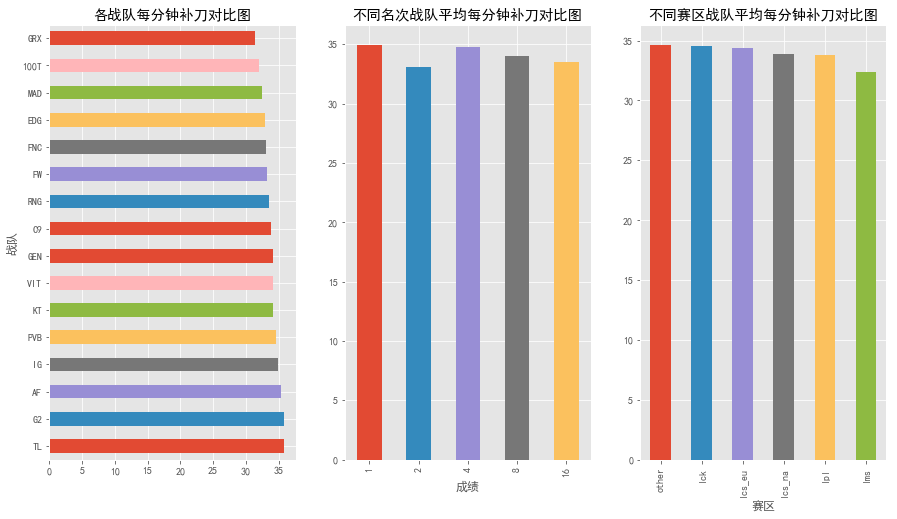 各战队每分钟补刀对比图
战队
GRX
100T
MAD
EDG
FNC
FW
RNG
C9
GEN
VIT
KT
PVB
IG
AF
G2
TL
0 5 10 15 20 25 30 35
不同名次战队平均每分钟补刀对比图
35
30
25
20
15
10
5
0
1 2 4 8 16
成绩
不同赛区战队平均每分钟补刀对比图
35
30
25
20
15
10
5
0
other lck lcs_eu lcs_na lpl lms
赛区